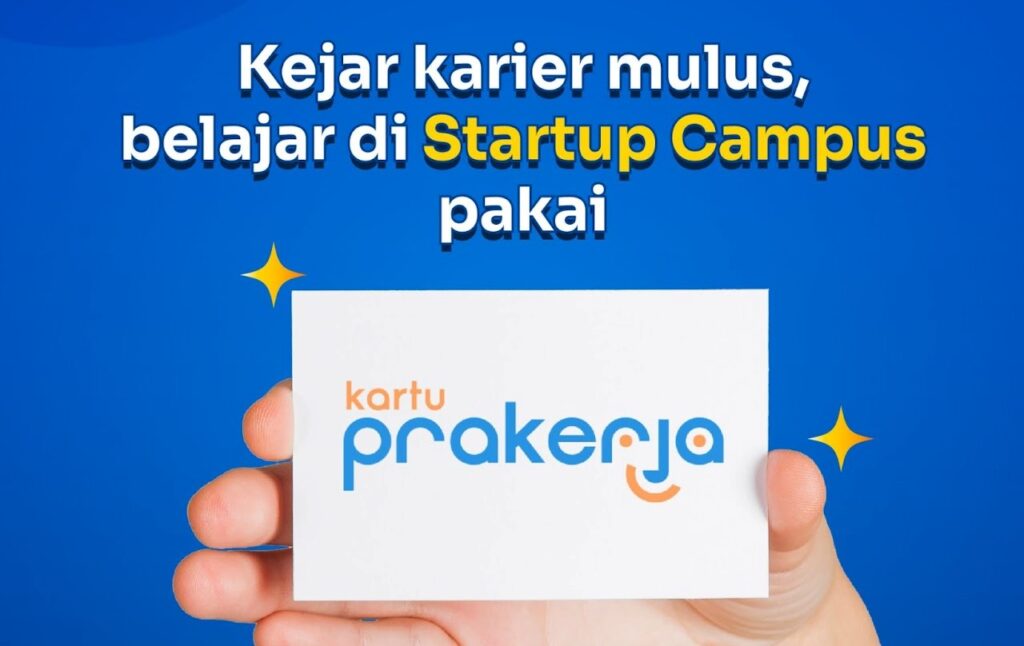 Kejar karier mulus,
belajar di Startup Campus
pakai
kartu
prakerja